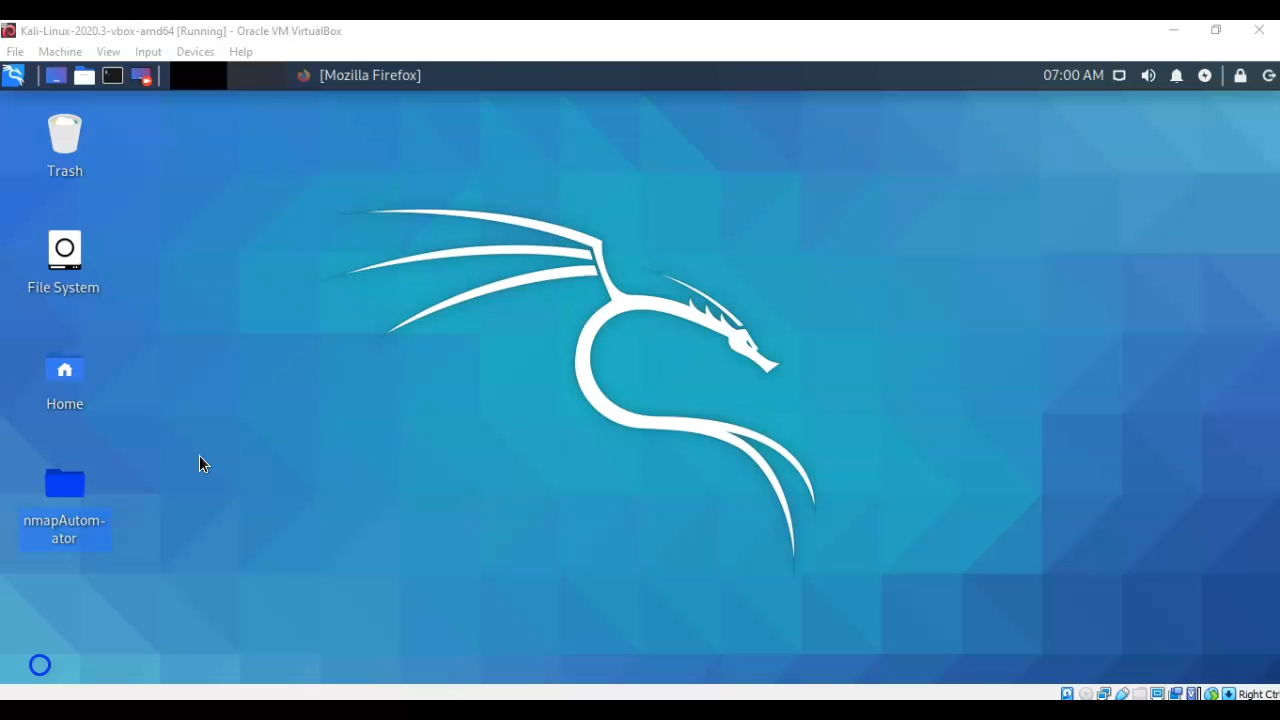 Kali-Linux-2020.3-vbox-amd64 [Running] - Oracle VM VirtualBox
File Machine View Input Devices Help
[Mozilla Firefox] 07:00 AM
Trash
File System
Home
nmapAutom-
ator
Right Ctr